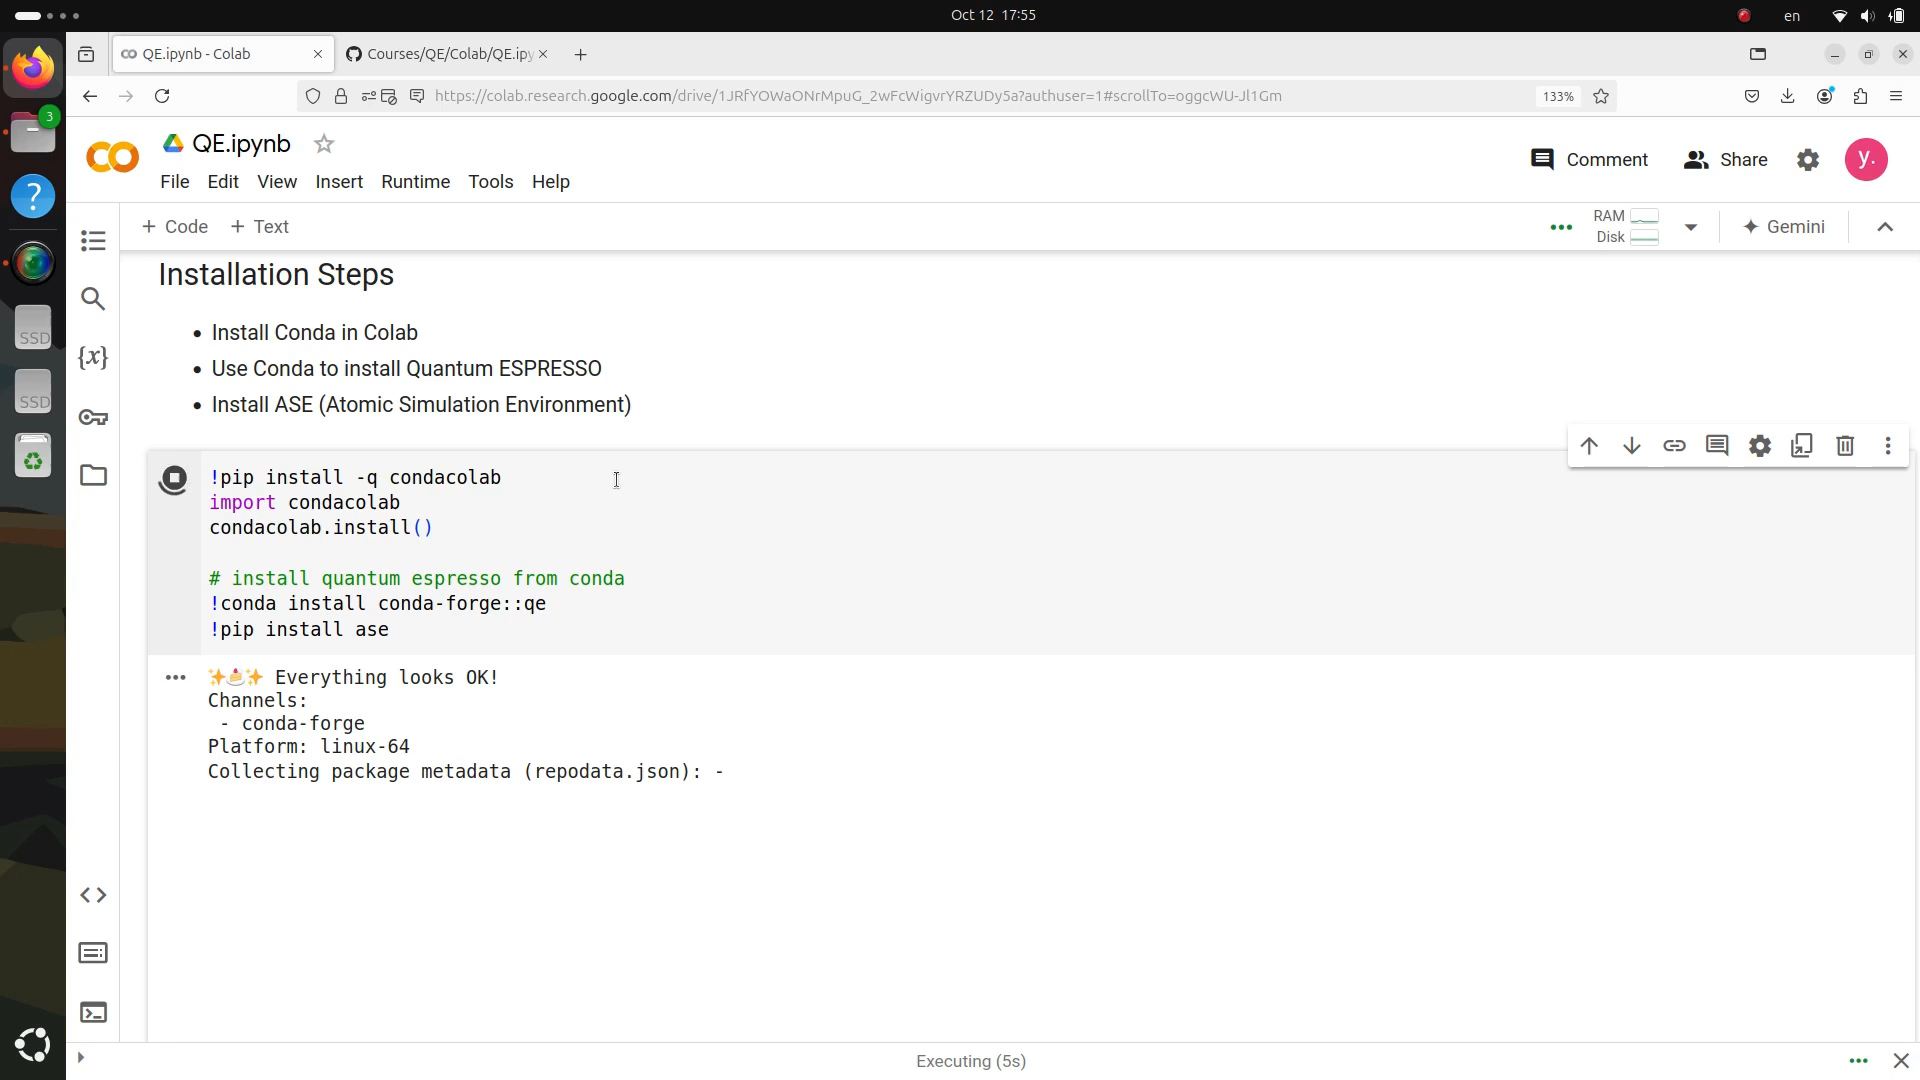 Oct 12 17:55
en
QE.ipynb - Colab
Courses/QE/Colab/QE.ipy
https://colab.research.google.com/drive/1JRfYOWaONrMpuG_2wFcWigvrYRZUDy5a?authuser=1#scrollTo=oggcWU-Jl1Gm
133%
3
QE.ipynb
File Edit View Insert Runtime Tools Help
Comment
Share
y.
+ Code + Text
RAM
Disk
Gemini
Installation Steps
• Install Conda in Colab
• Use Conda to install Quantum ESPRESSO
• Install ASE (Atomic Simulation Environment)
!pip install -q condacolab
import condacolab
condacolab.install()
# install quantum espresso from conda
!conda install conda-forge::qe
!pip install ase
✨🍰✨ Everything looks OK!
Channels:
- conda-forge
Platform: linux-64
Collecting package metadata (repodata.json): -
SSD
SSD
{x}
Executing (5s)